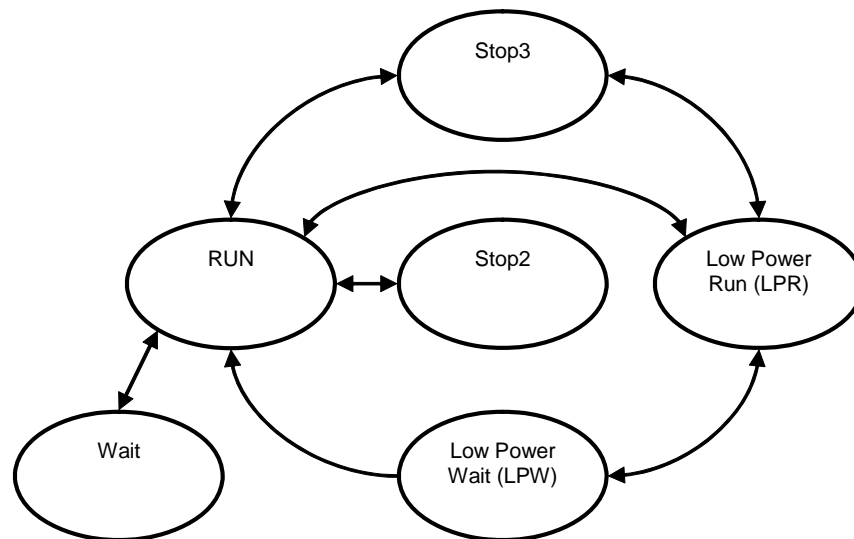 Stop3
RUN
Stop2
Low Power
Run (LPR)
Wait
Low Power
Wait (LPW)